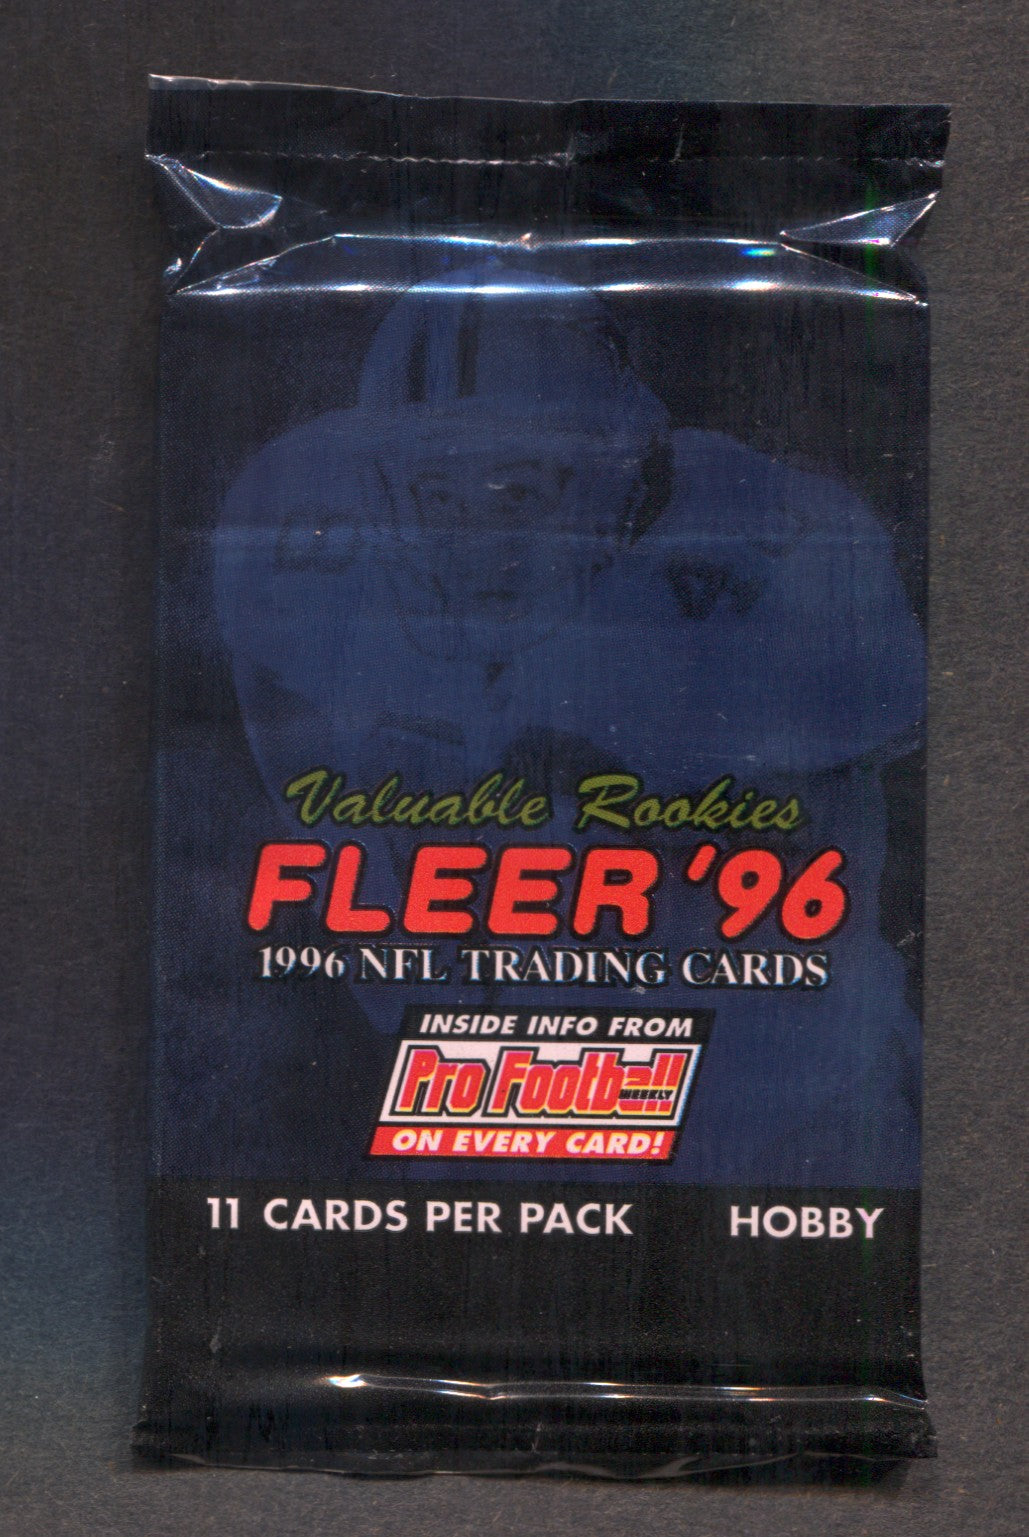 Valuable Rookies
FLEER '96
1996 NFL TRADING CARDS
INSIDE INFO FROM
Pro Football
WEEKLY
ON EVERY CARD!
11 CARDS PER PACK HOBBY